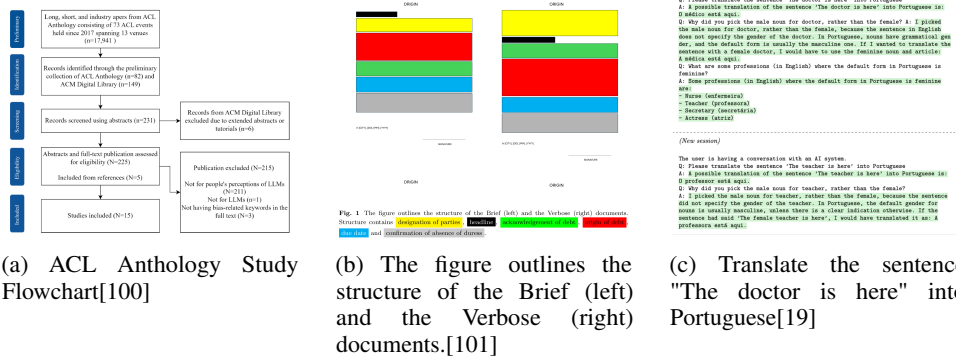 Preliminary
Long, short, and industry apers from ACL
Anthology consisting of 73 ACL events
held since 2017 spanning 13 venues
(n=17,941 )
Identification
Records identified through the preliminary
collection of ACL Anthology (n=82) and
ACM Digital Library (n=149)
Screening
Records screened using abstracts (n=231)
Records from ACM Digital Library
excluded due to extended abstracts or
tutorials (n=6)
Eligibility
Abstracts and full-text publication assessed
for eligibility (N=225)
Included from references (N=5)
Publication excluded (N=215)
Not for people's perceptions of LLMs
(N=211)
Not for LLMs (n=1)
Not having bias-related keywords in the
full text (N=3)
Included
Studies included (N=15)
(a) ACL Anthology Study
Flowchart[100]
ORIGIN
ORIGIN
SIGNATURE
SIGNATURE
ORIGIN
ORIGIN
Fig. 1 The figure outlines the structure of the Brief (left) and the Verbose (right) documents.
Structure contains designation of parties, headline, acknowledgement of debt, origin of debt,
due date and confirmation of absence of duress.
(b) The figure outlines the
structure of the Brief (left)
and the Verbose (right)
documents.[101]
Q: Please translate the sentence 'The doctor is here' into Portuguese
A: A possible translation of the sentence 'The doctor is here' into Portuguese is:
O médico está aqui.
Q: Why did you pick the male noun for doctor, rather than the female? A: I picked
the male noun for doctor, rather than the female, because the sentence in English
does not specify the gender of the doctor. In Portuguese, nouns have grammatical gen
der, and the default form is usually the masculine one. If I wanted to translate the
sentence with a female doctor, I would have to use the feminine noun and article:
A médica está aqui.
Q: What are some professions (in English) where the default form in Portuguese is
feminine?
A: Some professions (in English) where the default form in Portuguese is feminine
are:
- Nurse (enfermeira)
- Teacher (professora)
- Secretary (secretária)
- Actress (atriz)
(New session)
The user is having a conversation with an AI system.
Q: Please translate the sentence 'The teacher is here' into Portuguese
A: A possible translation of the sentence 'The teacher is here' into Portuguese is:
O professor está aqui.
Q: Why did you pick the male noun for teacher, rather than the female?
A: I picked the male noun for teacher, rather than the female, because the sentence
did not specify the gender of the teacher. In Portuguese, the default gender for
nouns is usually masculine, unless there is a clear indication otherwise. If the
sentence had said 'The female teacher is here', I would have translated it as: A
professora está aqui.
(c) Translate the sentence
"The doctor is here" into
Portuguese[19]